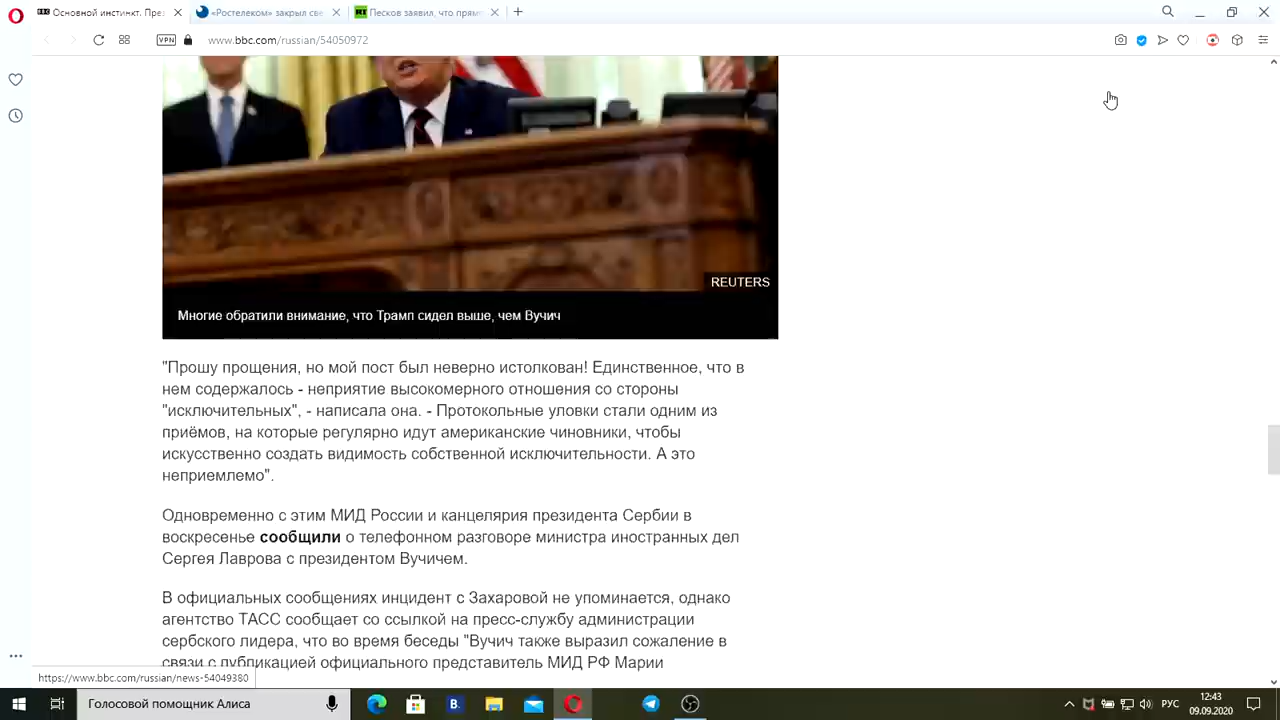 BBC Основной инстинкт. Пре
«Ростелеком» закрыл све
RT Песков заявил, что прям
VPN www.bbc.com/russian/54050972
REUTERS
Многие обратили внимание, что Трамп сидел выше, чем Вучич
"Прошу прощения, но мой пост был неверно истолкован! Единственное, что в
нем содержалось - неприятие высокомерного отношения со стороны
"исключительных", - написала она. - Протокольные уловки стали одним из
приёмов, на которые регулярно идут американские чиновники, чтобы
искусственно создать видимость собственной исключительности. А это
неприемлемо".
Одновременно с этим МИД России и канцелярия президента Сербии в
воскресенье сообщили о телефонном разговоре министра иностранных дел
Сергея Лаврова с президентом Вучичем.
В официальных сообщениях инцидент с Захаровой не упоминается, однако
агентство ТАСС сообщает со ссылкой на пресс-службу администрации
сербского лидера, что во время беседы "Вучич также выразил сожаление в
связи с публикацией официального представитель МИД РФ Марии
https://www.bbc.com/russian/news-54049380
Голосовой помощник Алиса
B.
РУС
12:43
09.09.2020